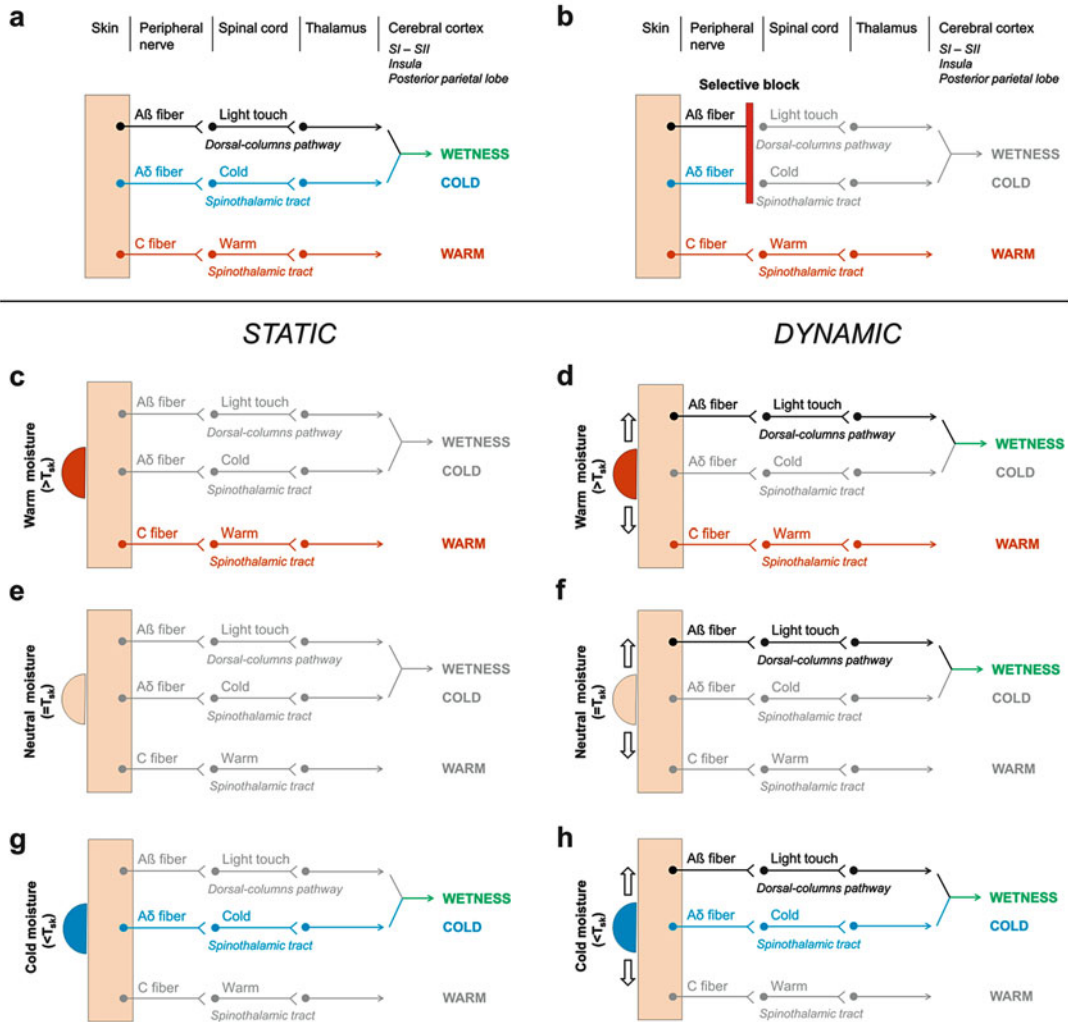 a
Skin
Peripheral
nerve
Spinal cord
Thalamus
Cerebral cortex
SI – SII
Insula
Posterior parietal lobe
Aß fiber
Light touch
Dorsal-columns pathway
WETNESS
Aδ fiber
Cold
COLD
Spinothalamic tract
C fiber
Warm
WARM
Spinothalamic tract
b
Skin
Peripheral
nerve
Spinal cord
Thalamus
Cerebral cortex
SI – SII
Insula
Posterior parietal lobe
Selective block
Aß fiber
Light touch
Dorsal-columns pathway
WETNESS
Aδ fiber
Cold
COLD
Spinothalamic tract
C fiber
Warm
WARM
Spinothalamic tract
STATIC
DYNAMIC
c
Warm moisture
(>Tsk)
Aß fiber
Light touch
Dorsal-columns pathway
WETNESS
Aδ fiber
Cold
COLD
Spinothalamic tract
C fiber
Warm
WARM
Spinothalamic tract
d
Warm moisture
(>Tsk)
Aß fiber
Light touch
Dorsal-columns pathway
WETNESS
Aδ fiber
Cold
COLD
Spinothalamic tract
C fiber
Warm
WARM
Spinothalamic tract
e
Neutral moisture
(=Tsk)
Aß fiber
Light touch
Dorsal-columns pathway
WETNESS
Aδ fiber
Cold
COLD
Spinothalamic tract
C fiber
Warm
WARM
Spinothalamic tract
f
Neutral moisture
(=Tsk)
Aß fiber
Light touch
Dorsal-columns pathway
WETNESS
Aδ fiber
Cold
COLD
Spinothalamic tract
C fiber
Warm
WARM
Spinothalamic tract
g
Cold moisture
(<Tsk)
Aß fiber
Light touch
Dorsal-columns pathway
WETNESS
Aδ fiber
Cold
COLD
Spinothalamic tract
C fiber
Warm
WARM
Spinothalamic tract
h
Cold moisture
(<Tsk)
Aß fiber
Light touch
Dorsal-columns pathway
WETNESS
Aδ fiber
Cold
COLD
Spinothalamic tract
C fiber
Warm
WARM
Spinothalamic tract